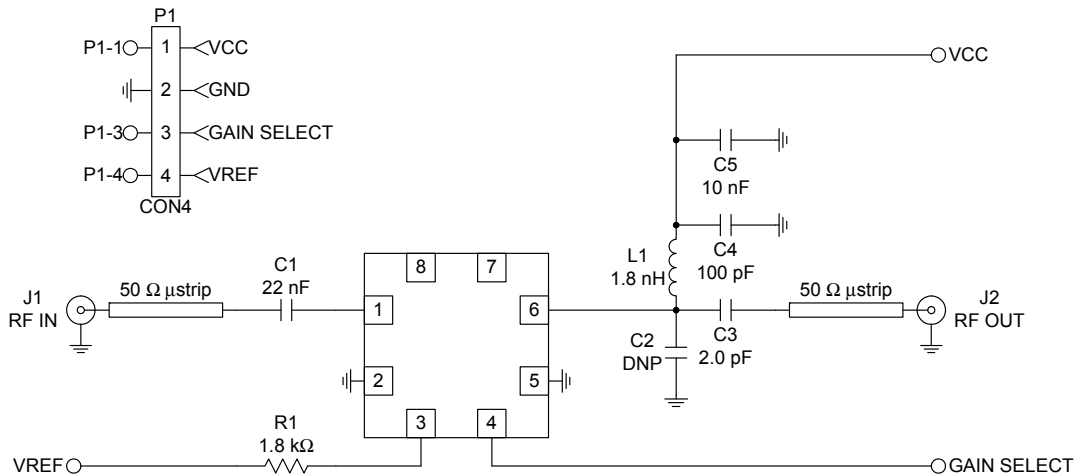 P1
P1-1
1
VCC
2
GND
P1-3
3
GAIN SELECT
P1-4
4
VREF
CON4
VCC
C5
10 nF
C4
100 pF
L1
1.8 nH
J1
RF IN
50 Ω μstrip
C1
22 nF
8
7
1
6
2
5
3
4
C2
DNP
C3
2.0 pF
50 Ω μstrip
J2
RF OUT
R1
1.8 kΩ
VREF
GAIN SELECT